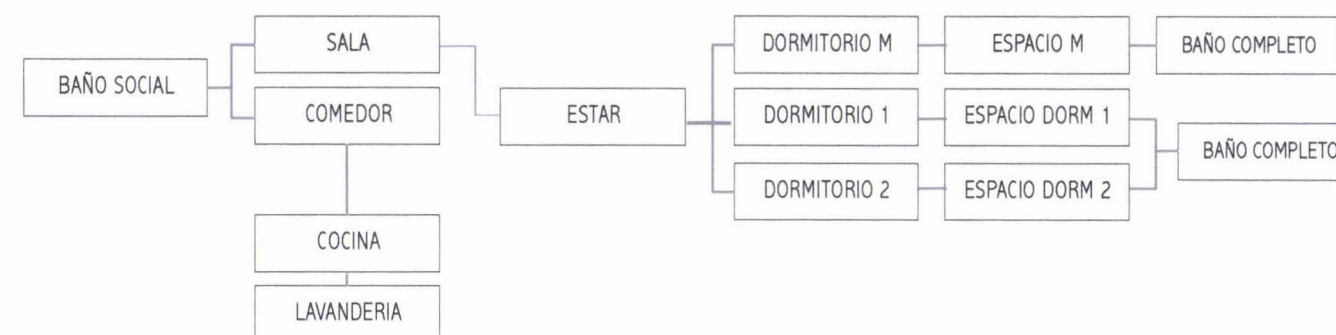 BAÑO SOCIAL
SALA
COMEDOR
COCINA
LAVANDERIA
ESTAR
DORMITORIO M
ESPACIO M
BAÑO COMPLETO
DORMITORIO 1
ESPACIO DORM 1
DORMITORIO 2
ESPACIO DORM 2
BAÑO COMPLETO